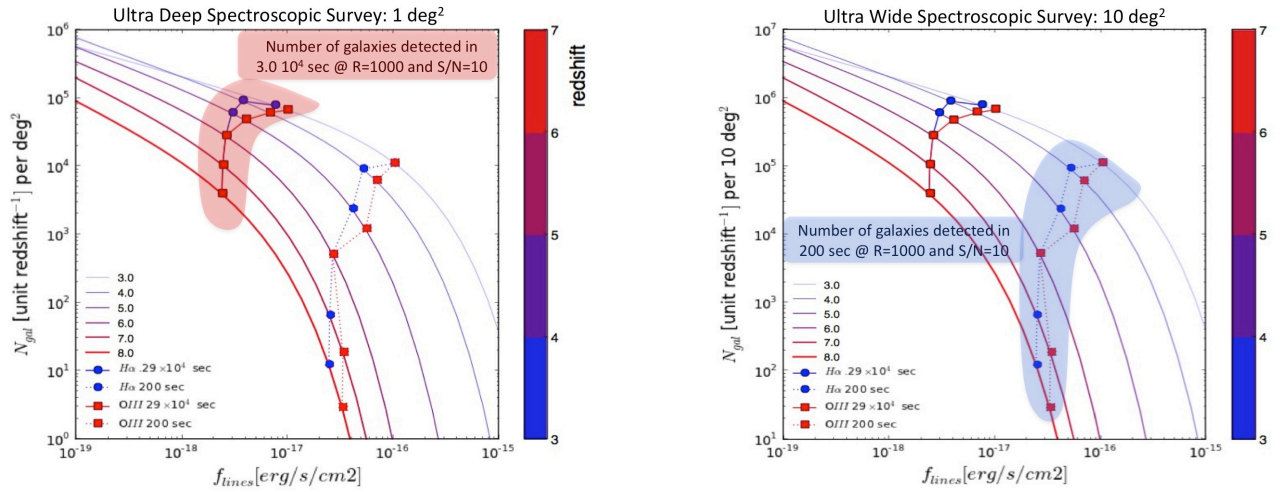 Ultra Deep Spectroscopic Survey: 1 deg²
10⁶
10⁵
10⁴
10³
10²
10¹
10⁰
N_gal [unit redshift⁻¹] per deg²
Number of galaxies detected in
3.0 10⁴ sec @ R=1000 and S/N=10
3.0
4.0
5.0
6.0
7.0
8.0
Hα .29 ×10⁴ sec
Hα 200 sec
OIII 29 ×10⁴ sec
OIII 200 sec
10⁻¹⁹
10⁻¹⁸
10⁻¹⁷
10⁻¹⁶
10⁻¹⁵
f_lines[erg/s/cm2]
7
6
5
4
3
redshift
Ultra Wide Spectroscopic Survey: 10 deg²
10⁷
10⁶
10⁵
10⁴
10³
10²
10¹
N_gal [unit redshift⁻¹] per 10 deg²
Number of galaxies detected in
200 sec @ R=1000 and S/N=10
3.0
4.0
5.0
6.0
7.0
8.0
Hα .29 ×10⁴ sec
Hα 200 sec
OIII 29 ×10⁴ sec
OIII 200 sec
10⁻¹⁹
10⁻¹⁸
10⁻¹⁷
10⁻¹⁶
10⁻¹⁵
f_lines[erg/s/cm2]
7
6
5
4
3